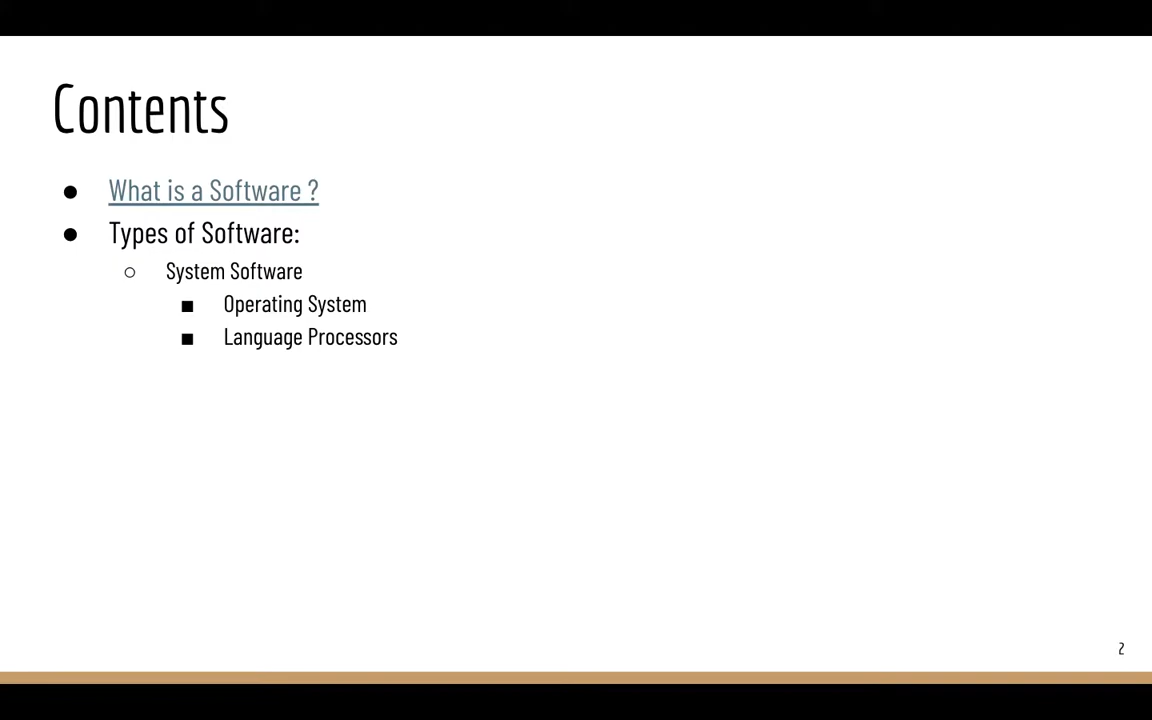 Contents
● What is a Software ?
● Types of Software:
○ System Software
■ Operating System
■ Language Processors
2